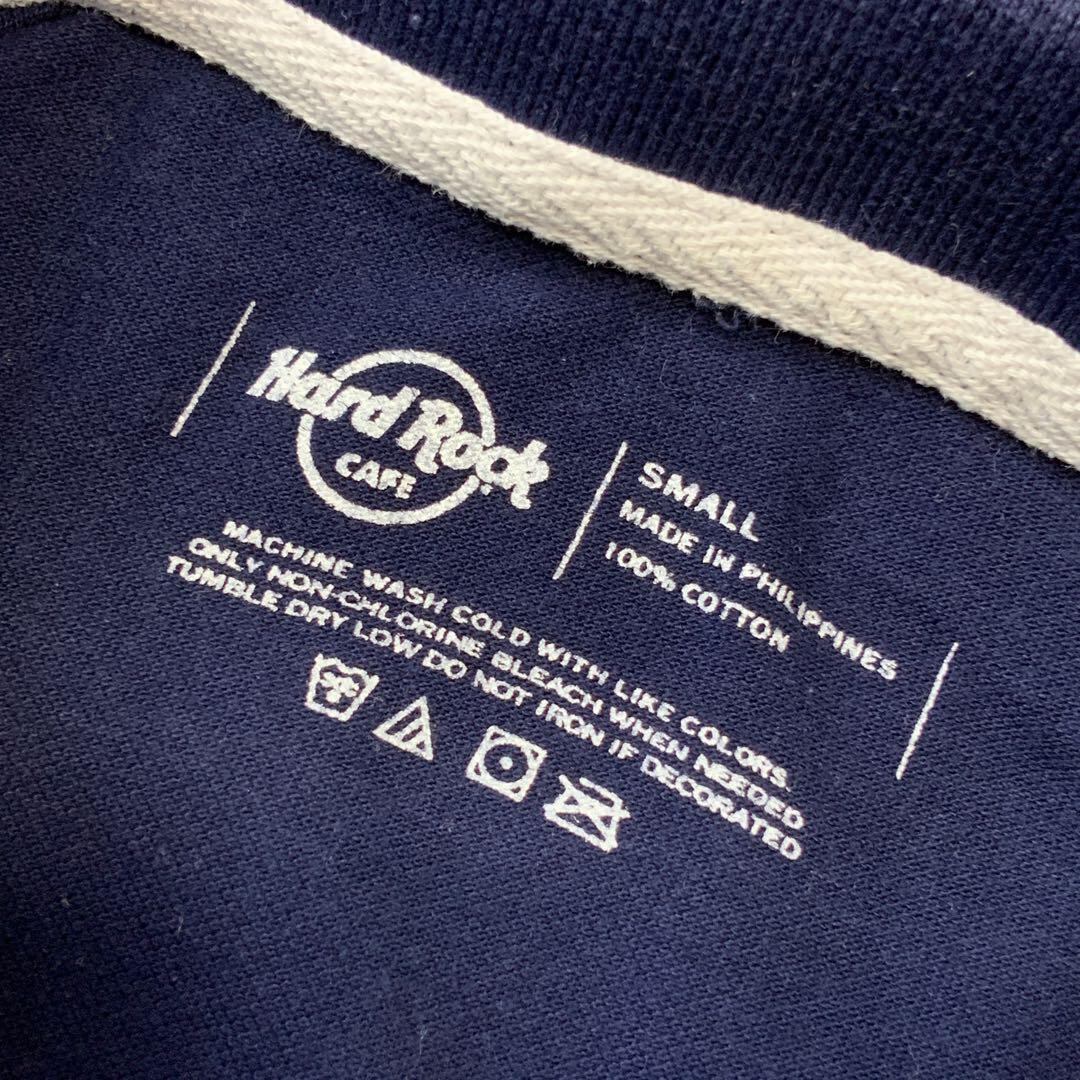 Hard Rock
CAFE
SMALL
MADE IN PHILIPPINES
100% COTTON
MACHINE WASH COLD WITH LIKE COLORS.
ONLY NON-CHLORINE BLEACH WHEN NEEDED
TUMBLE DRY LOW DO NOT IRON IF DECORATED